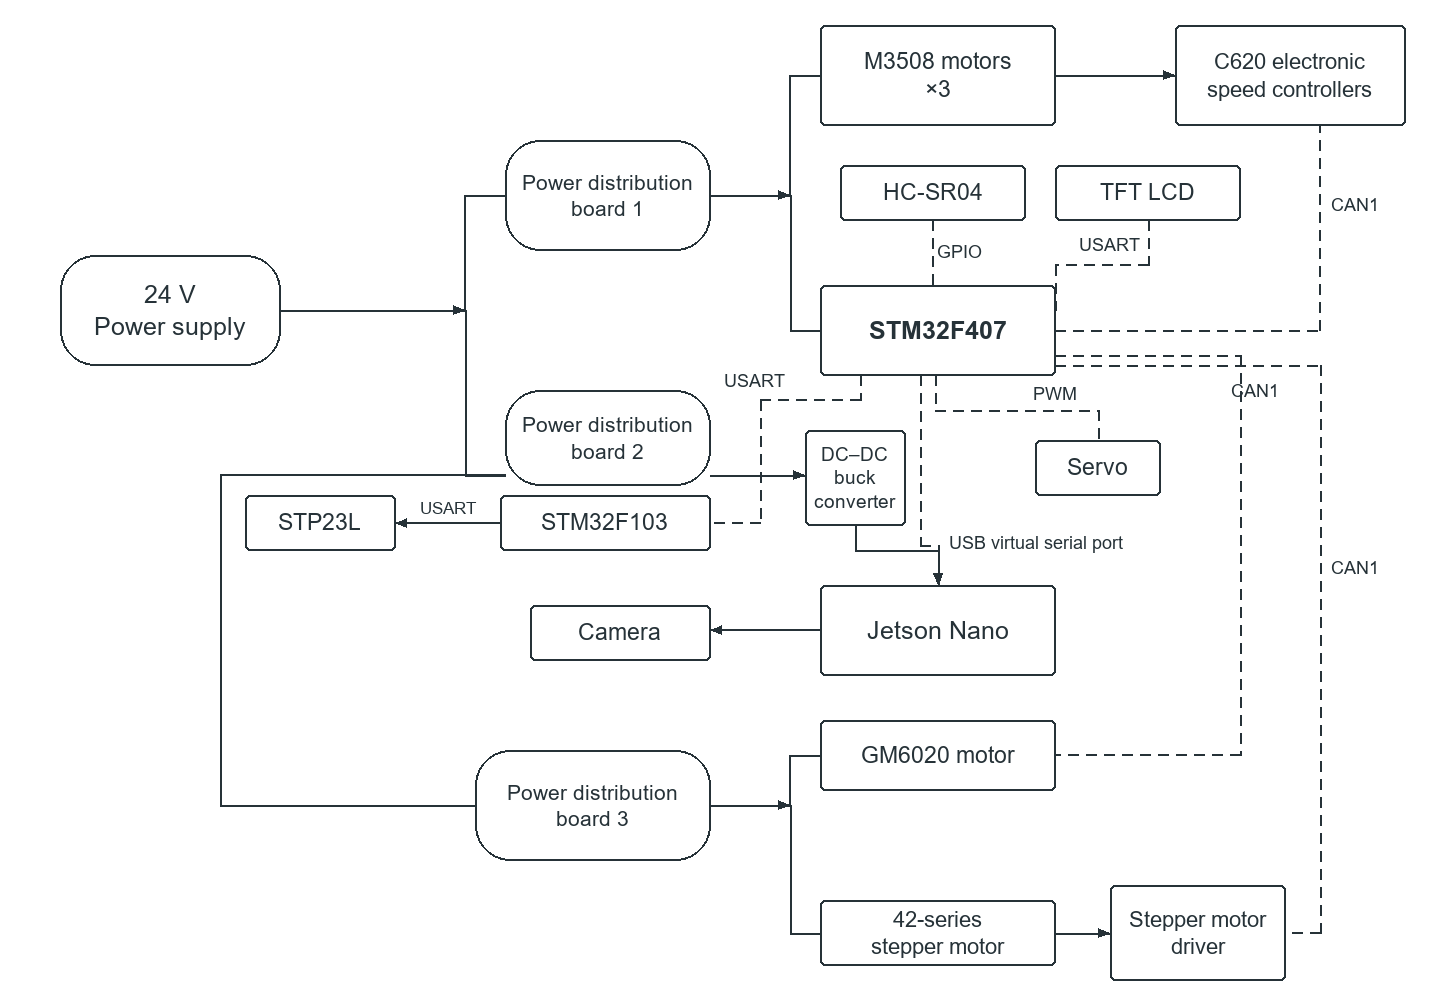 M3508 motors
×3
C620 electronic
speed controllers
Power distribution
board 1
HC-SR04
TFT LCD
CAN1
GPIO
USART
24 V
Power supply
STM32F407
USART
PWM
CAN1
Power distribution
board 2
DC–DC
buck
converter
Servo
STP23L
USART
STM32F103
USB virtual serial port
CAN1
Camera
Jetson Nano
GM6020 motor
Power distribution
board 3
42-series
stepper motor
Stepper motor
driver